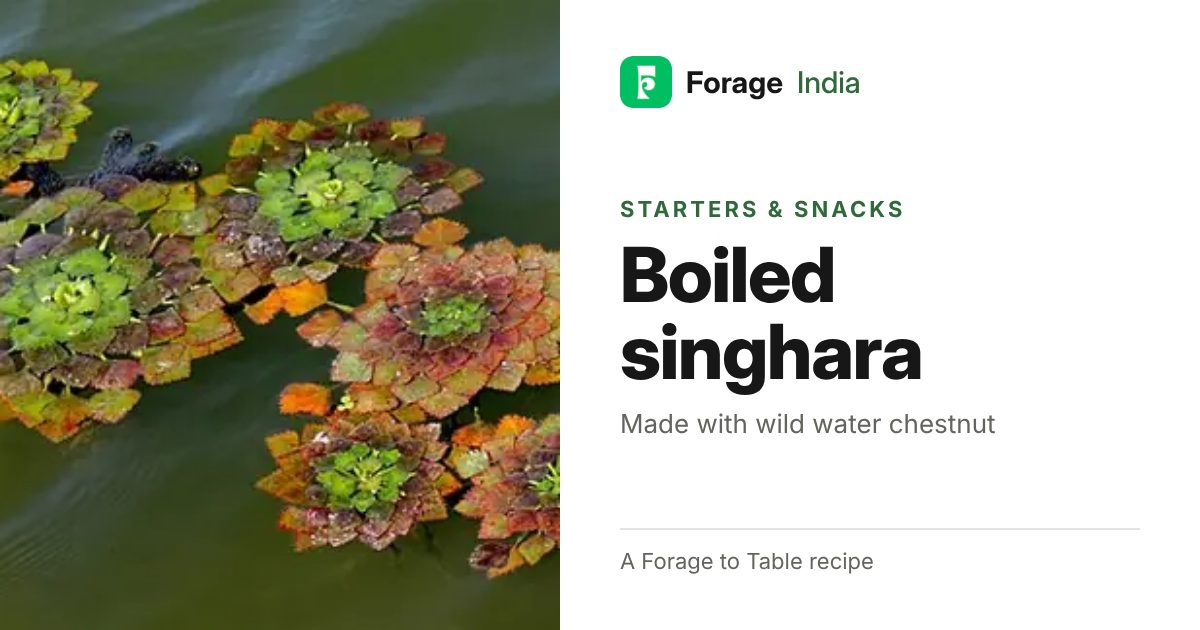 Forage India
STARTERS & SNACKS
Boiled
singhara
Made with wild water chestnut
A Forage to Table recipe